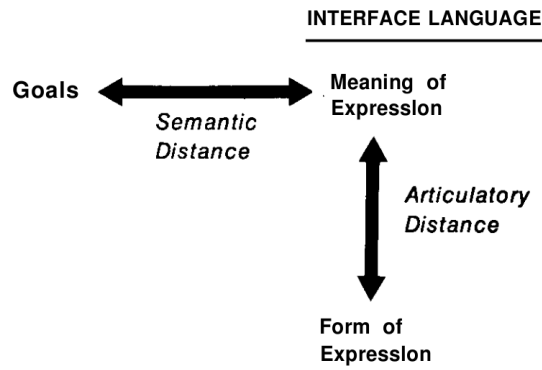 INTERFACE LANGUAGE
Goals
Meaning of
Expression
Semantic
Distance
Articulatory
Distance
Form of
Expression